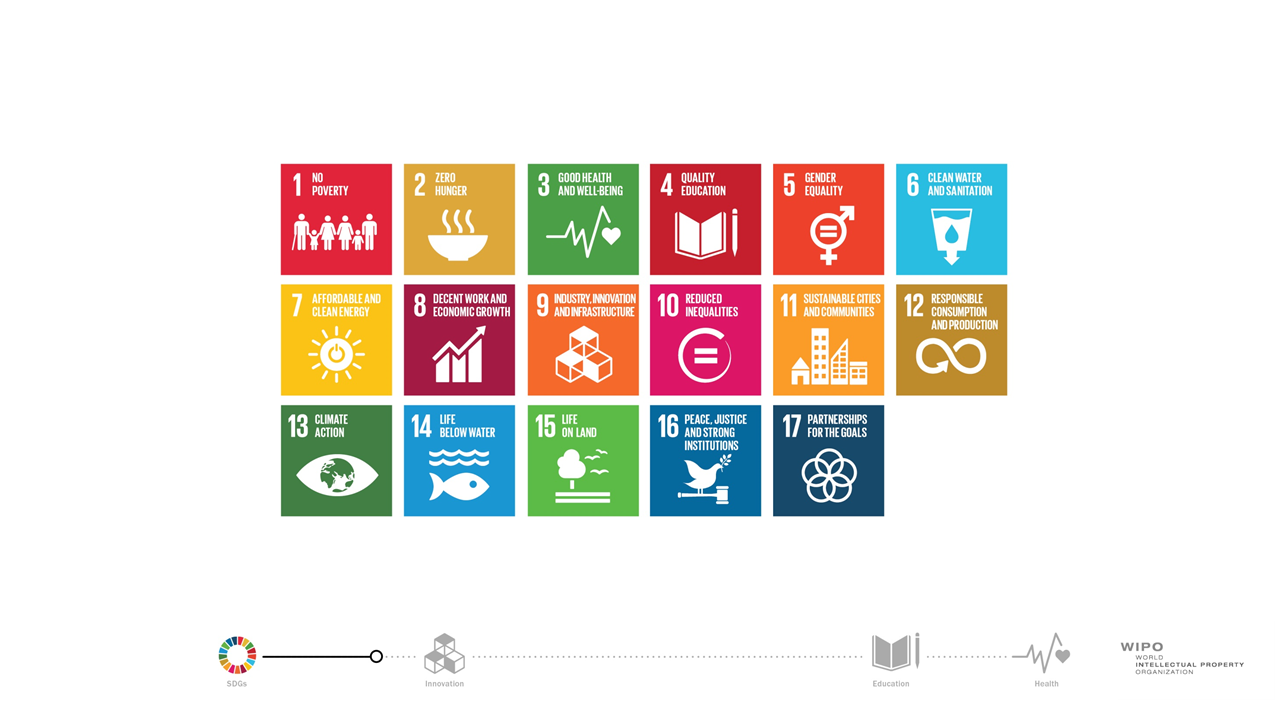 1 NO
POVERTY
2 ZERO
HUNGER
3 GOOD HEALTH
AND WELL-BEING
4 QUALITY
EDUCATION
5 GENDER
EQUALITY
6 CLEAN WATER
AND SANITATION
7 AFFORDABLE AND
CLEAN ENERGY
8 DECENT WORK AND
ECONOMIC GROWTH
9 INDUSTRY, INNOVATION
AND INFRASTRUCTURE
10 REDUCED
INEQUALITIES
11 SUSTAINABLE CITIES
AND COMMUNITIES
12 RESPONSIBLE
CONSUMPTION
AND PRODUCTION
13 CLIMATE
ACTION
14 LIFE
BELOW WATER
15 LIFE
ON LAND
16 PEACE, JUSTICE
AND STRONG
INSTITUTIONS
17 PARTNERSHIPS
FOR THE GOALS
SDGs
Innovation
Education
Health
WIPO
WORLD
INTELLECTUAL PROPERTY
ORGANIZATION